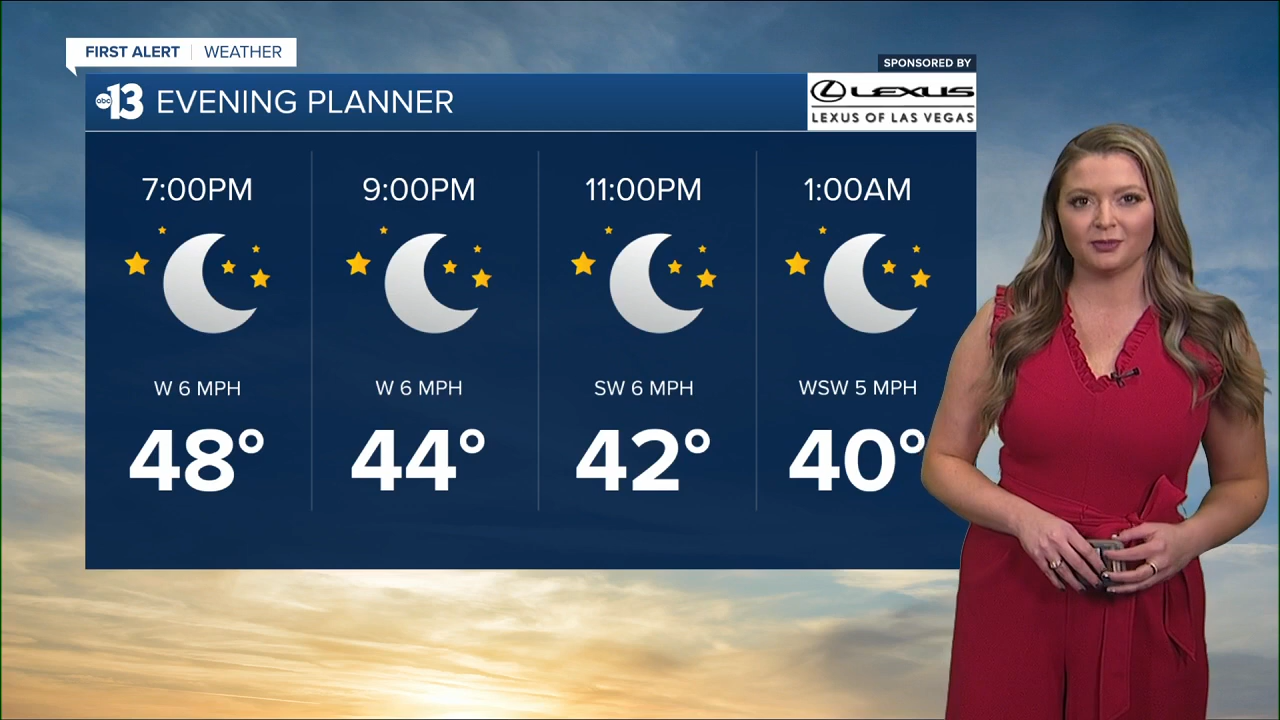 FIRST ALERT | WEATHER
SPONSORED BY
abc 13 EVENING PLANNER
LEXUS
LEXUS OF LAS VEGAS
7:00PM 9:00PM 11:00PM 1:00AM
W 6 MPH W 6 MPH SW 6 MPH WSW 5 MPH
48° 44° 42° 40°